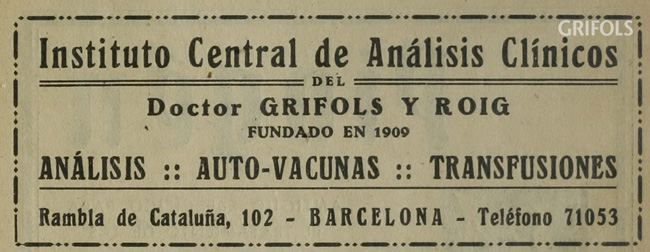 GRIFOLS
Instituto Central de Análisis Clínicos
DEL
Doctor GRIFOLS Y ROIG
FUNDADO EN 1909
ANÁLISIS :: AUTO-VACUNAS :: TRANSFUSIONES
Rambla de Cataluña, 102 - BARCELONA - Teléfono 71053